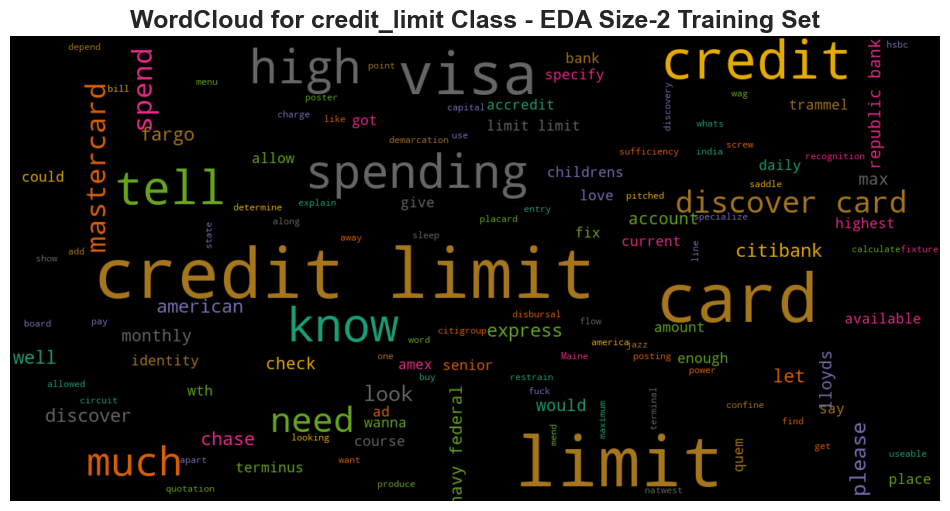 WordCloud for credit_limit Class - EDA Size-2 Training Set
depend
hsbc
bill
menu
spend
high
point
visa
bank
specify
credit
republic bank
poster
capital
accredit
discovery
wag
trammel
mastercard
fargo
charge
like
got
limit limit
demarcation
use
whats
could
tell
allow
spending
sufficiency
india
screw
recognition
daily
childrens
explain
give
love
pitched
saddle
max
determine
along
placard
entry
account
specialize
discover card
highest
state
away
sleep
fix
current
line
citibank
calculate
fixture
show
add
credit limit
card
american
disbursal
board
pay
monthly
know
word
citigroup
express
flow
america
jazz
amount
available
well
identity
check
one
amex
senior
Maine
posting
enough
power
allowed
circuit
wth
look
buy
restrain
fuck
let
lloyds
discover
need
ad
wanna
navy federal
would
maximum
terminal
confine
say
find
much
chase
looking
course
mend
limit
quem
get
please
useable
apart
terminus
want
quotation
produce
natwest
place